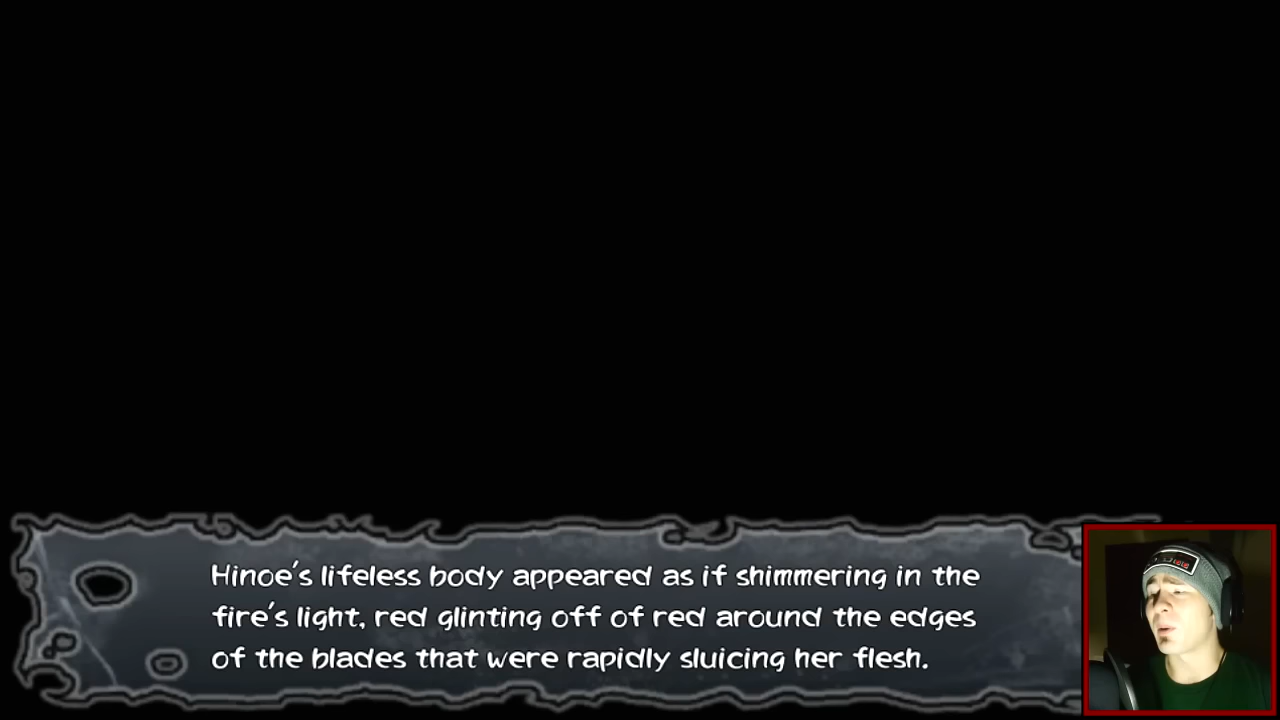 Hinoe's lifeless body appeared as if shimmering in the
fire's light, red glinting off of red around the edges
of the blades that were rapidly sluicing her flesh.